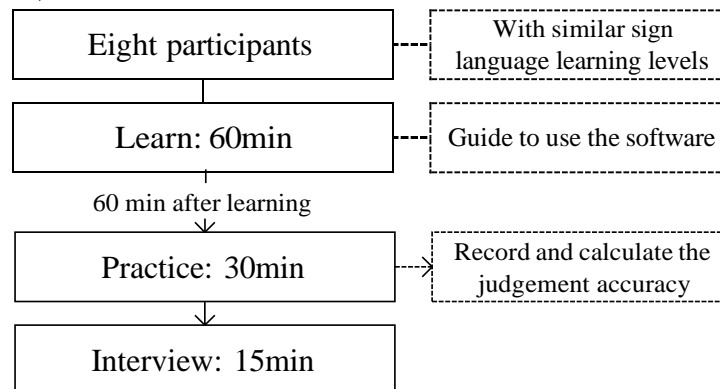 Eight participants
With similar sign
language learning levels
Learn: 60min
Guide to use the software
60 min after learning
Practice: 30min
Record and calculate the
judgement accuracy
Interview: 15min